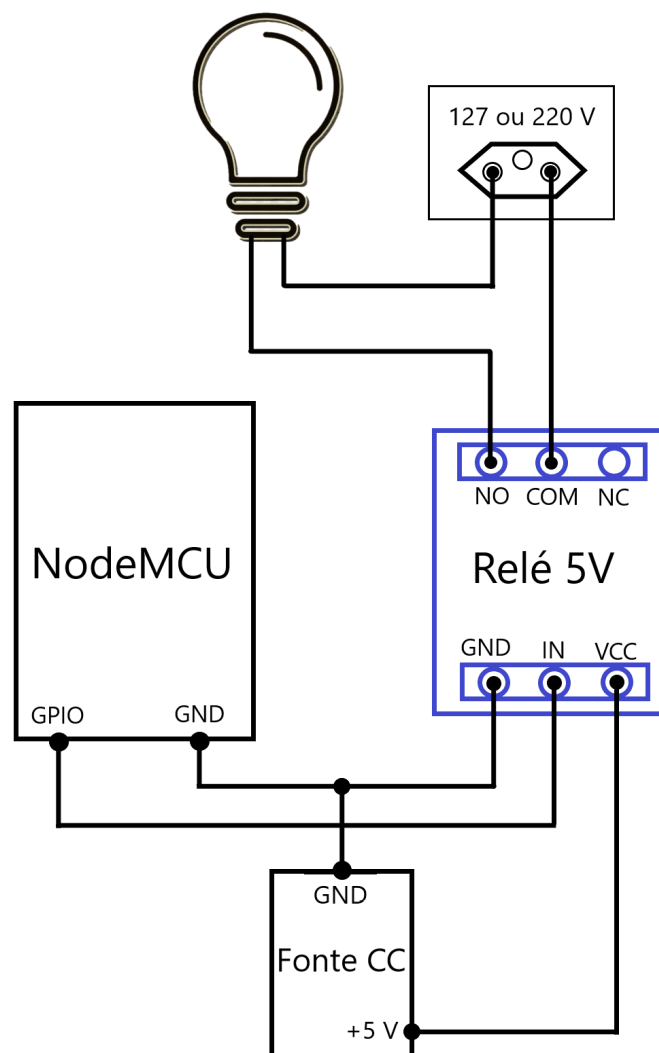 127 ou 220 V
NO COM NC
NodeMCU
Relé 5V
GND IN VCC
GPIO GND
GND
Fonte CC
+5 V